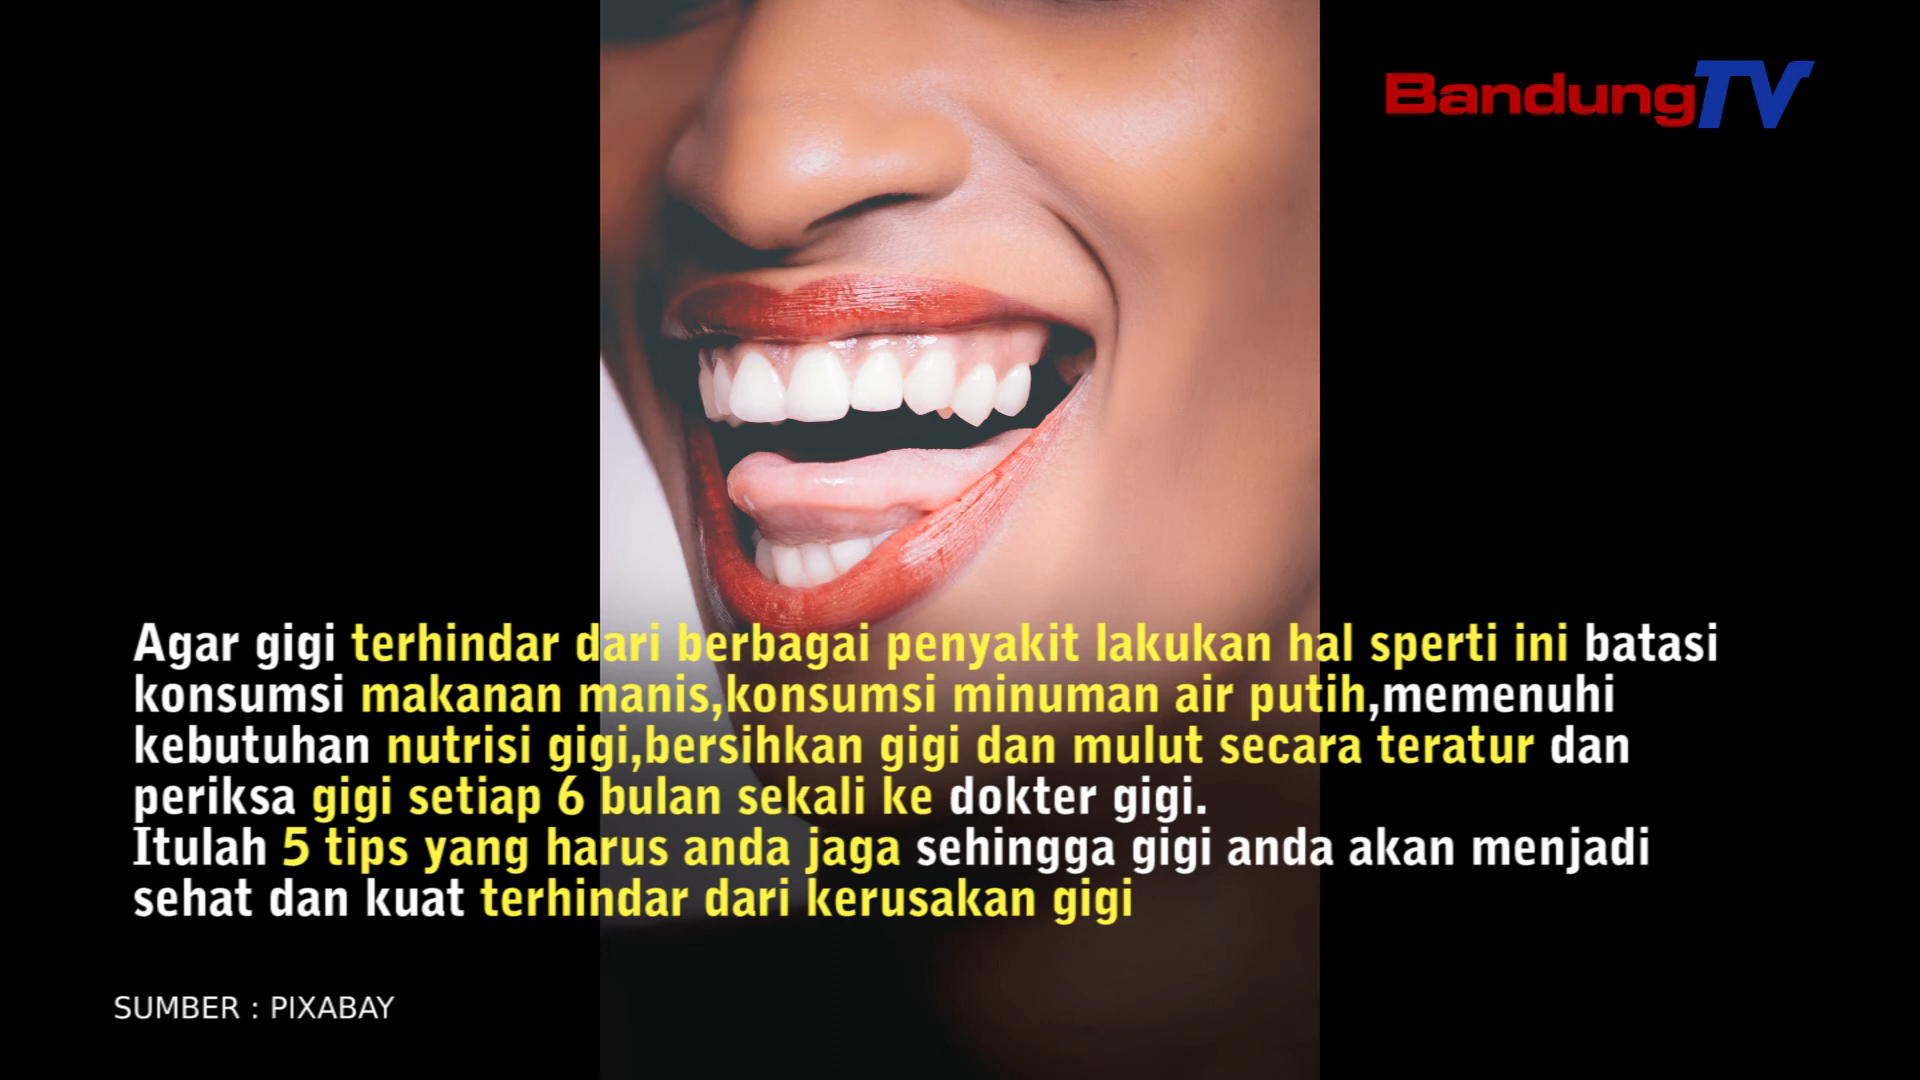 BandungTV
Agar gigi terhindar dari berbagai penyakit lakukan hal sperti ini batasi
konsumsi makanan manis,konsumsi minuman air putih,memenuhi
kebutuhan nutrisi gigi,bersihkan gigi dan mulut secara teratur dan
periksa gigi setiap 6 bulan sekali ke dokter gigi.
Itulah 5 tips yang harus anda jaga sehingga gigi anda akan menjadi
sehat dan kuat terhindar dari kerusakan gigi
SUMBER : PIXABAY